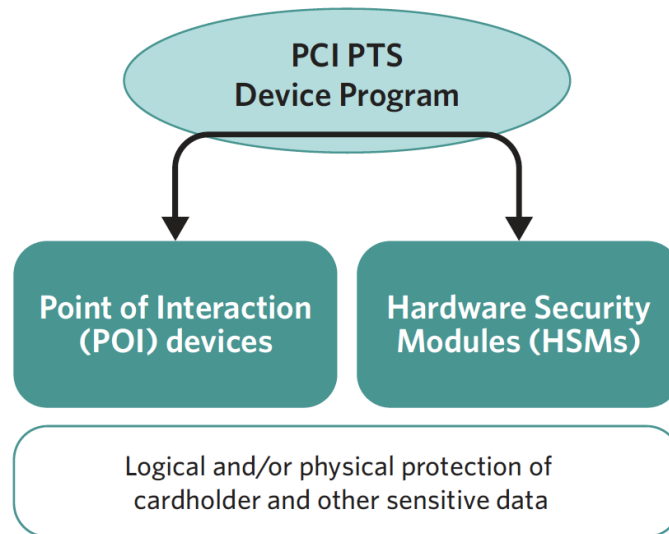 PCI PTS
Device Program
Point of Interaction
(POI) devices
Hardware Security
Modules (HSMs)
Logical and/or physical protection of
cardholder and other sensitive data